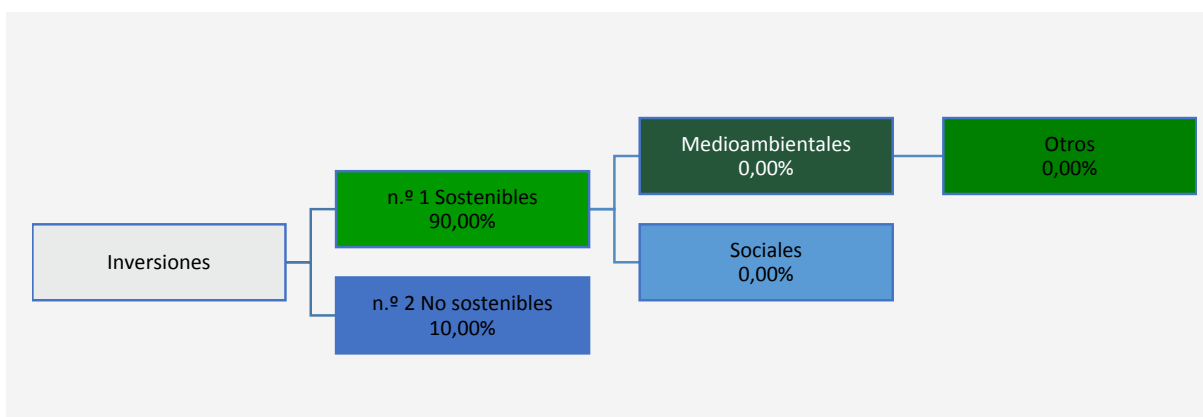 Inversiones
n.º 1 Sostenibles
90,00%
n.º 2 No sostenibles
10,00%
Medioambientales
0,00%
Sociales
0,00%
Otros
0,00%